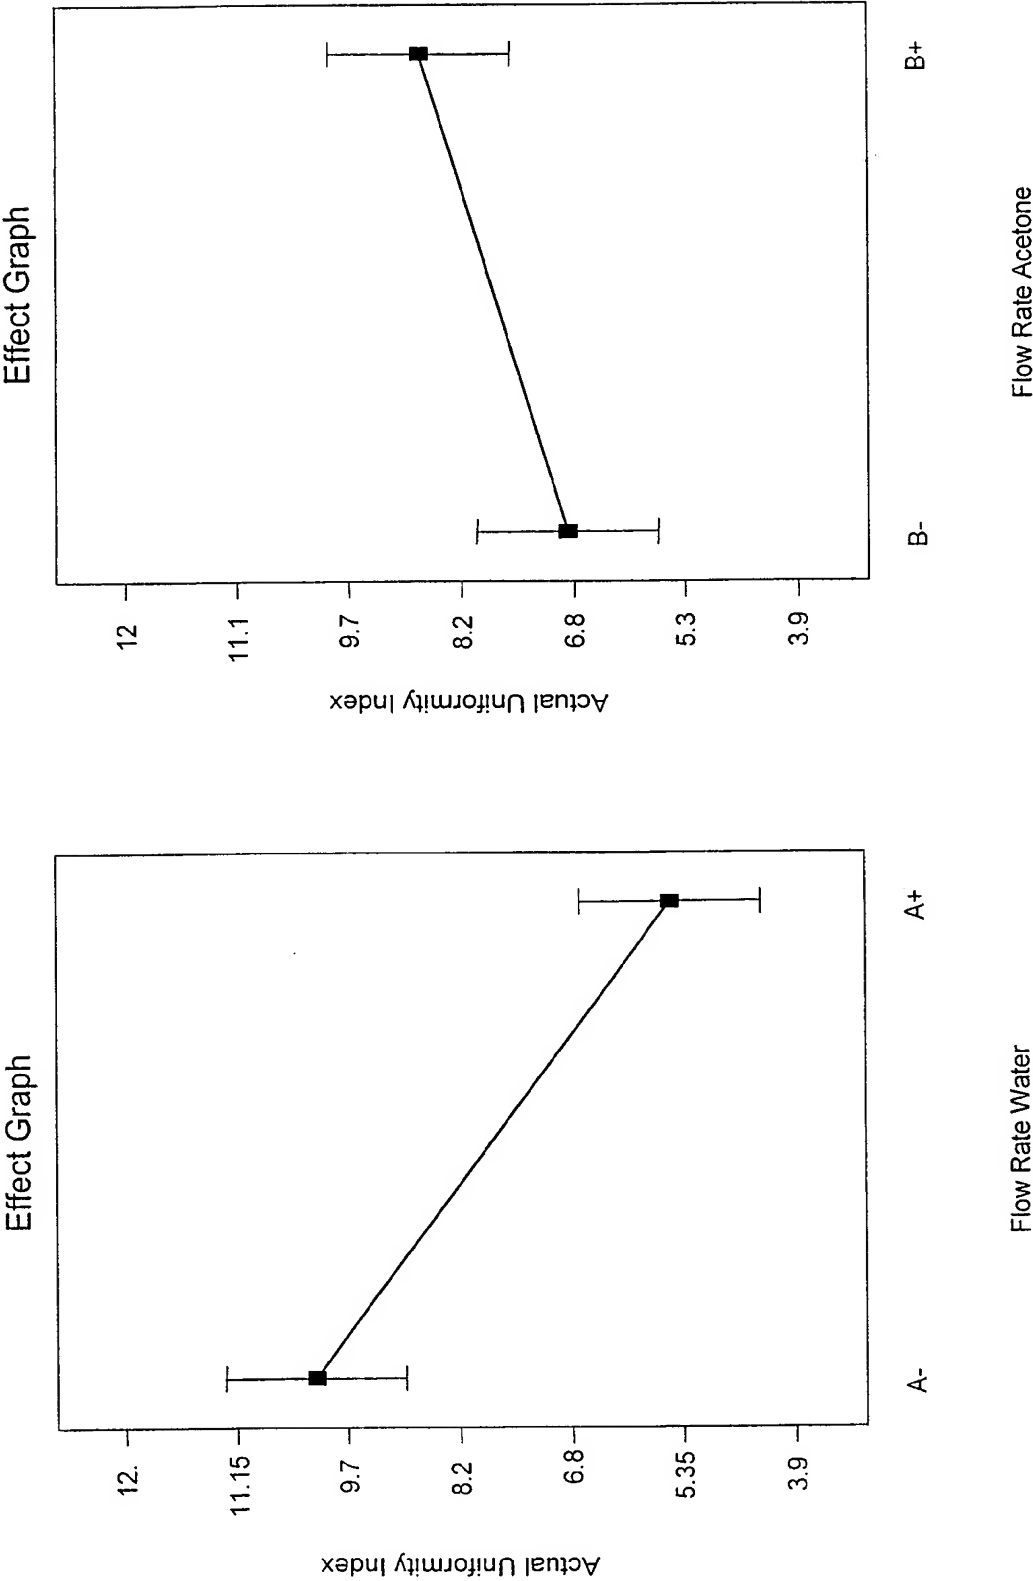 Effect Graph
Actual Uniformity Index
12.
11.15
9.7
8.2
6.8
5.35
3.9
A-
A+
Flow Rate Water
Effect Graph
Actual Uniformity Index
12
11.1
9.7
8.2
6.8
5.3
3.9
B-
B+
Flow Rate Acetone